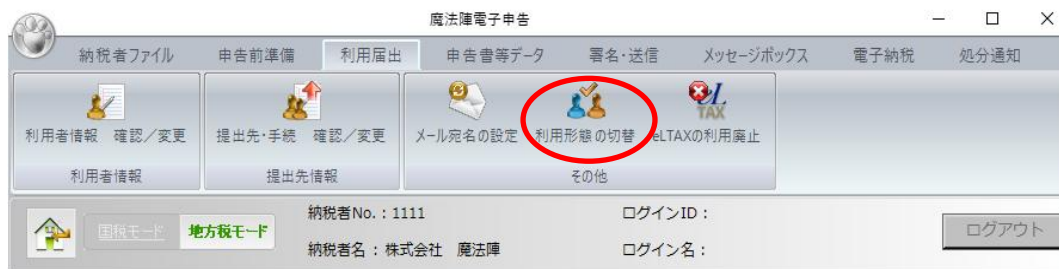 魔法陣電子申告
納税者ファイル 申告前準備 利用届出 申告書等データ 署名・送信 メッセージボックス 電子納税 処分通知
利用者情報 確認／変更 提出先・手続 確認／変更 メール宛名の設定 利用形態の切替 eLTAXの利用廃止
利用者情報 提出先情報 その他
国税モード 地方税モード 納税者No.：1111 ログインID： ログアウト
納税者名：株式会社 魔法陣 ログイン名：